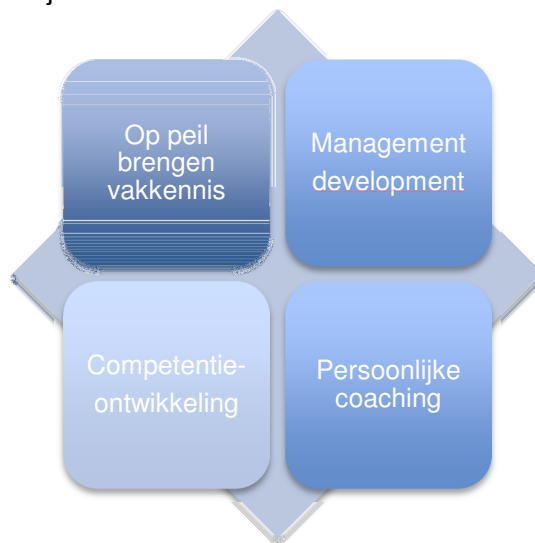 Op peil
brengen
vakkennis
Management
development
Competentie-
ontwikkeling
Persoonlijke
coaching